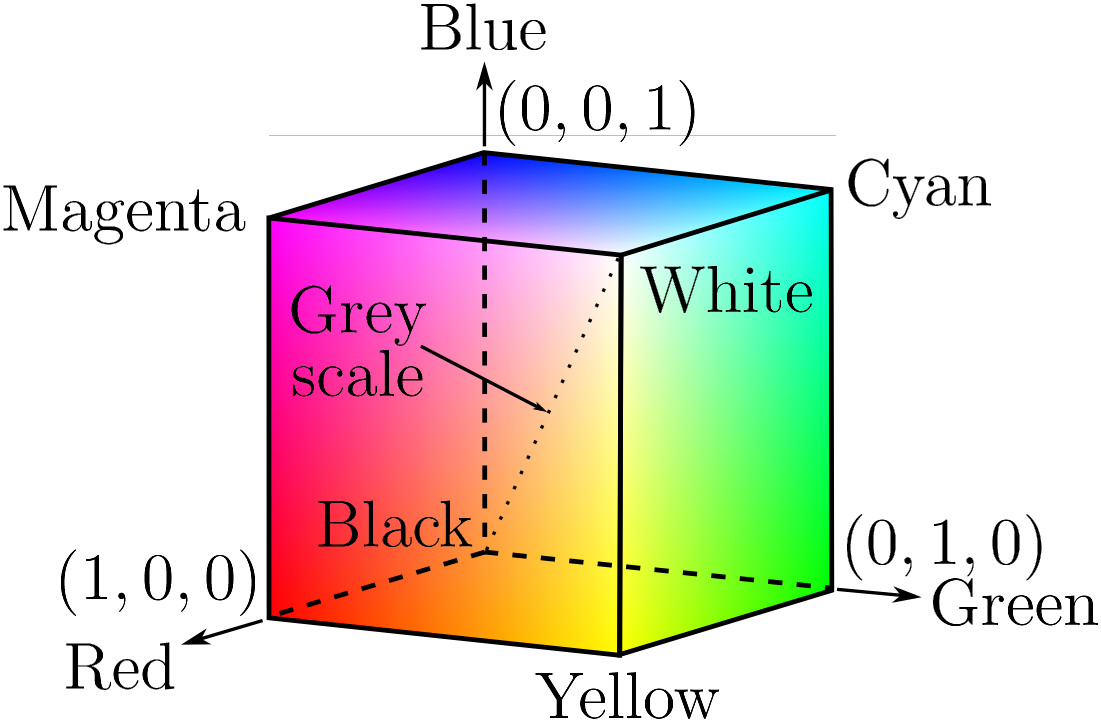 Blue
(0, 0, 1)
Cyan
Magenta
White
Grey
scale
Black
(0, 1, 0)
(1, 0, 0)
Green
Red
Yellow